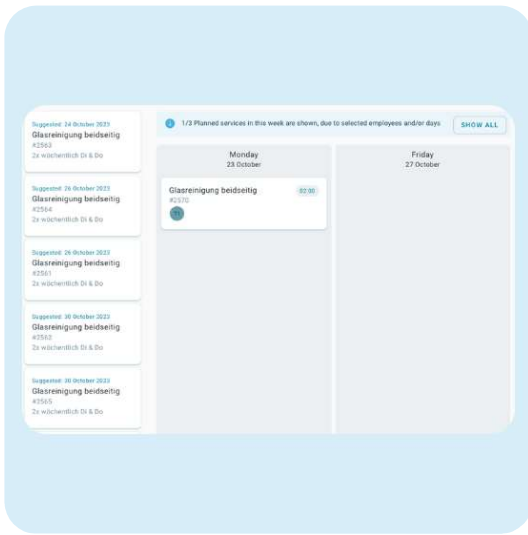 Suggested: 24 October 2023
Glasreinigung beidseitig
#2563
2x wöchentlich Di & Do
Suggested: 26 October 2023
Glasreinigung beidseitig
#2564
2x wöchentlich Di & Do
Suggested: 26 October 2023
Glasreinigung beidseitig
#2561
2x wöchentlich Di & Do
Suggested: 30 October 2023
Glasreinigung beidseitig
#2562
2x wöchentlich Di & Do
Suggested: 30 October 2023
Glasreinigung beidseitig
#2565
2x wöchentlich Di & Do
1/3 Planned services in this week are shown, due to selected employees and/or days
SHOW ALL
Monday
23 October
Glasreinigung beidseitig
02:00
#2570
Friday
27 October